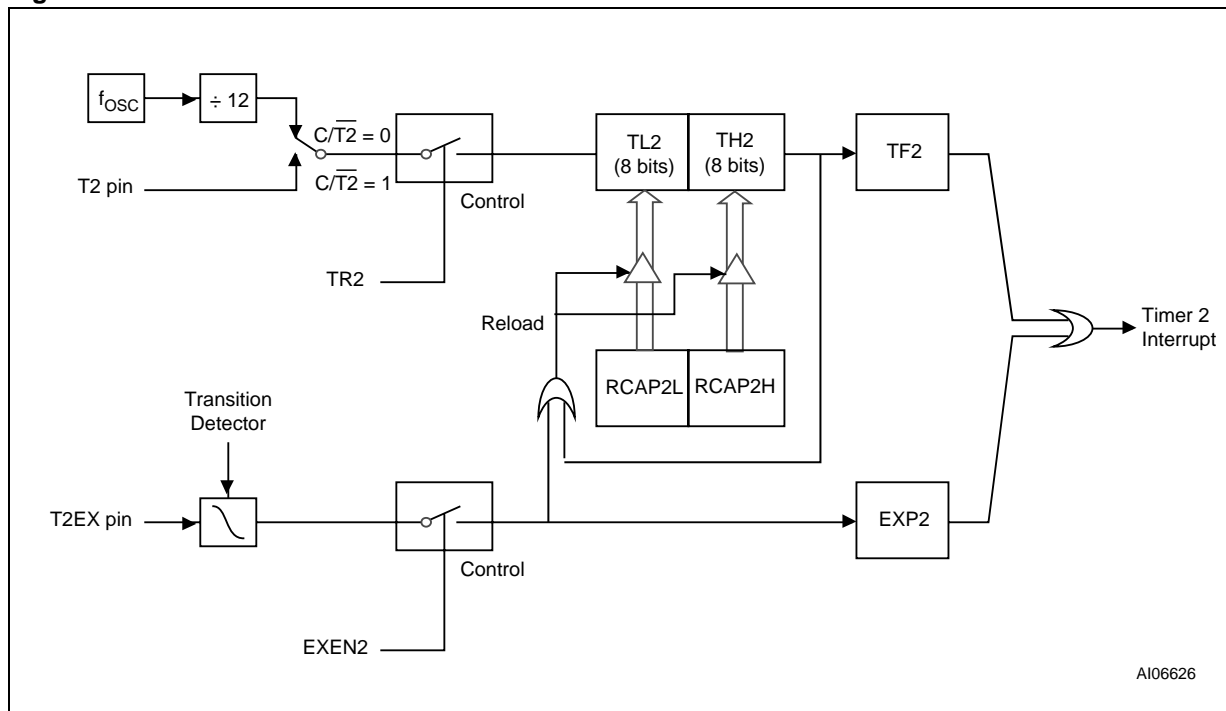 fOSC
÷ 12
C/T2 = 0
C/T2 = 1
T2 pin
Control
TR2
TL2
(8 bits)
TH2
(8 bits)
TF2
Reload
RCAP2L
RCAP2H
Timer 2
Interrupt
Transition
Detector
T2EX pin
Control
EXEN2
EXP2
AI06626